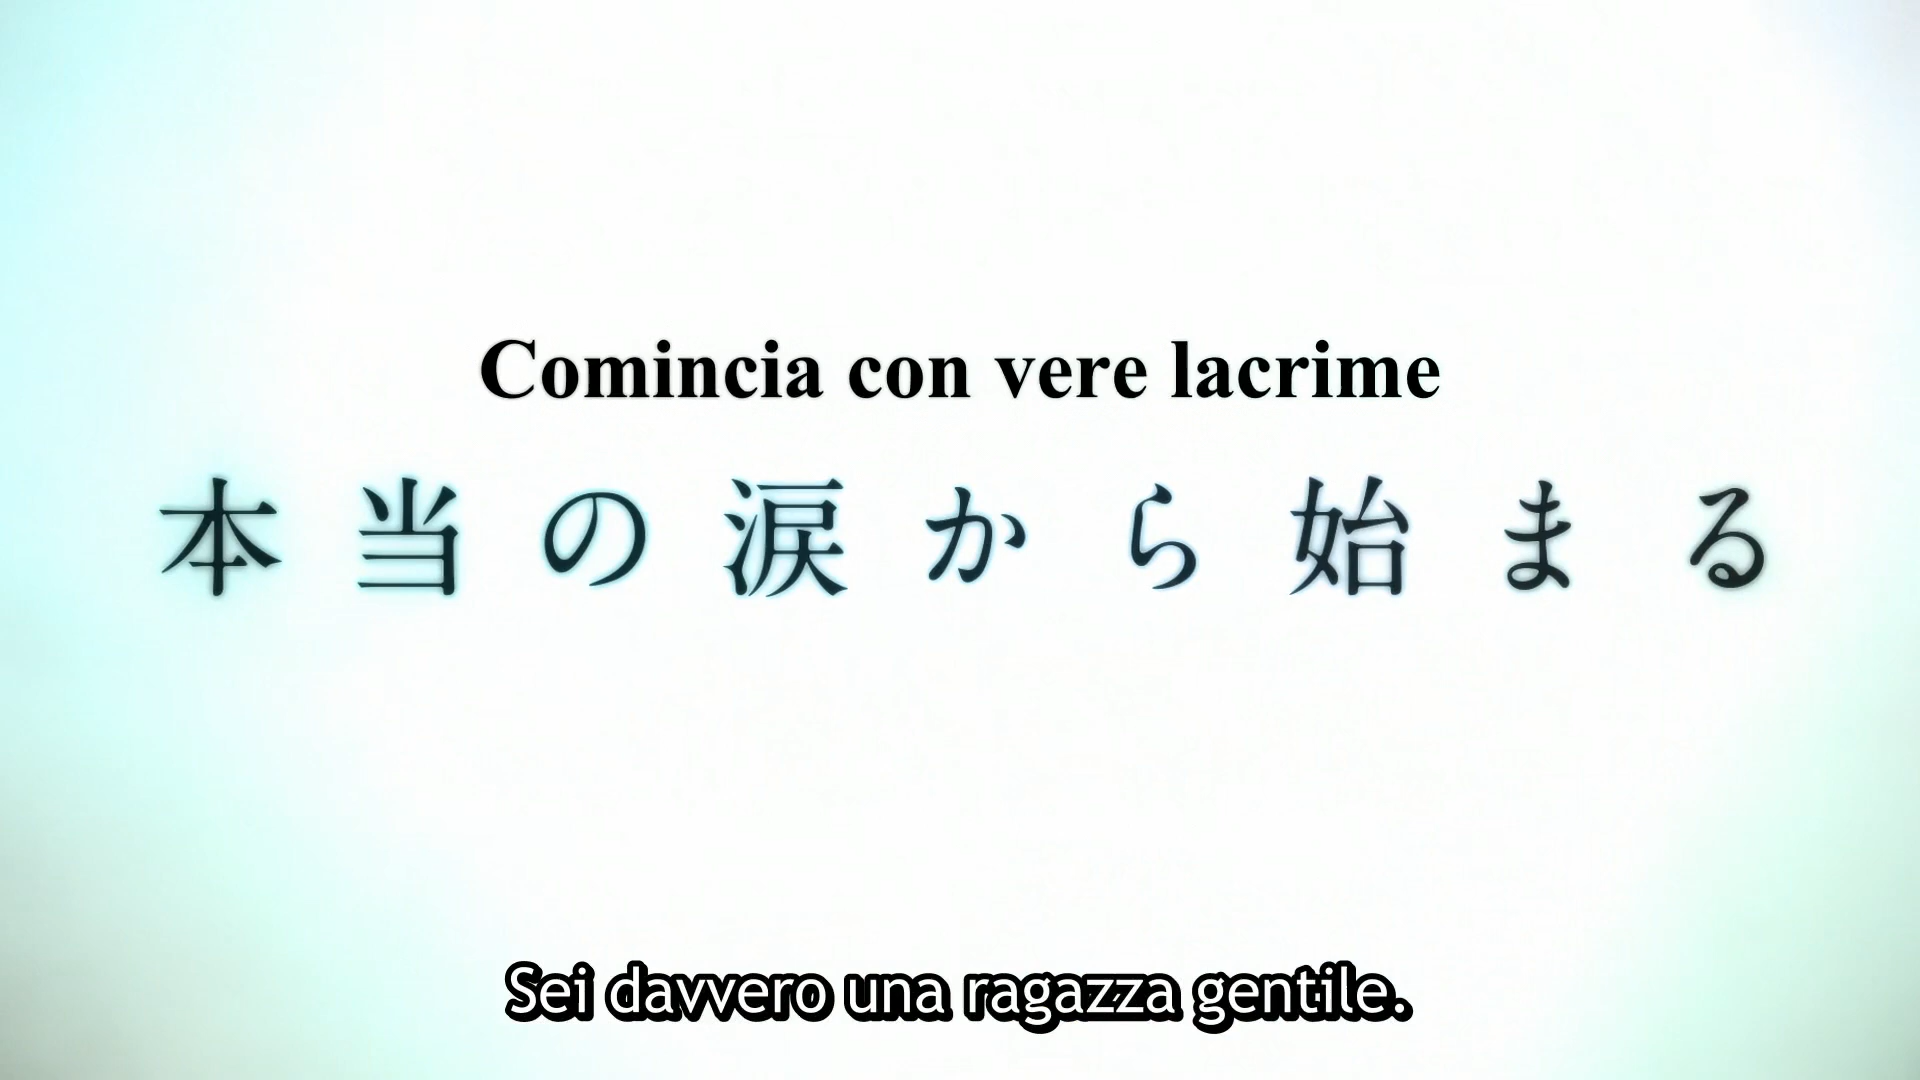 Comincia con vere lacrime
本当の涙から始まる
Sei davvero una ragazza gentile.